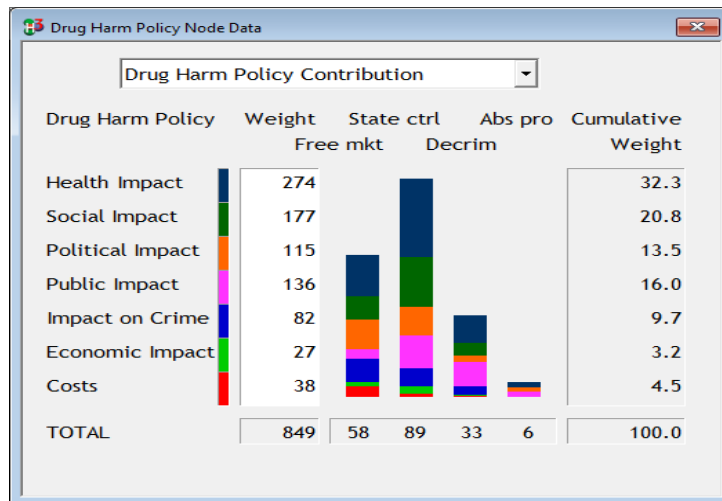 Drug Harm Policy Node Data
Drug Harm Policy Contribution
Drug Harm Policy Weight State ctrl Abs pro Cumulative
Free mkt Decrim Weight
Health Impact 274 32.3
Social Impact 177 20.8
Political Impact 115 13.5
Public Impact 136 16.0
Impact on Crime 82 9.7
Economic Impact 27 3.2
Costs 38 4.5
TOTAL 849 58 89 33 6 100.0